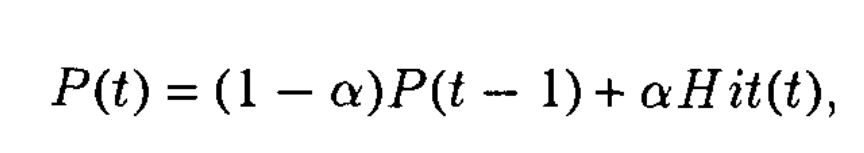 P(t) = (1 − α)P(t − 1) + αHit(t),